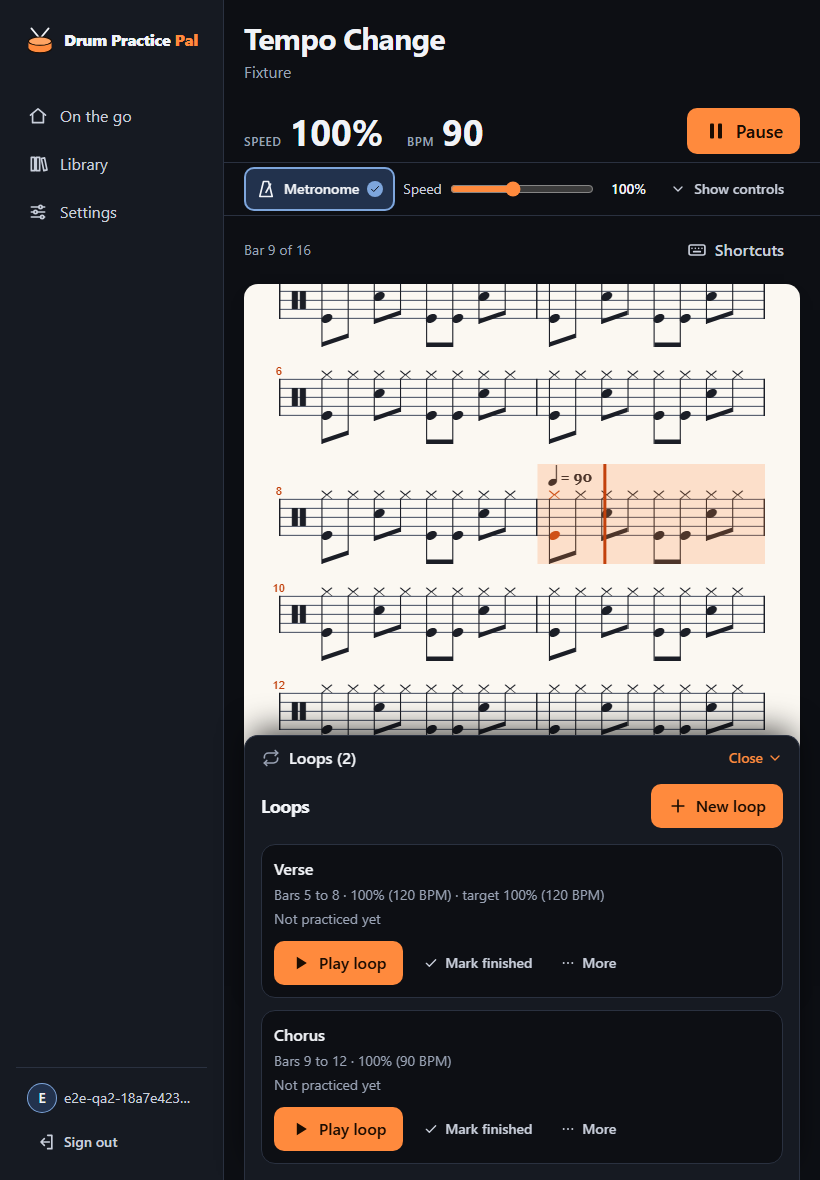 Drum Practice Pal
On the go
Library
Settings
e2e-qa2-18a7e423...
E
Sign out
Tempo Change
Fixture
SPEED 100% BPM 90
Pause
Metronome Speed 100% Show controls
Bar 9 of 16
Shortcuts
6
8
= 90
10
12
Loops (2)
Close
Loops
New loop
Verse
Bars 5 to 8 · 100% (120 BPM) · target 100% (120 BPM)
Not practiced yet
Play loop Mark finished ··· More
Chorus
Bars 9 to 12 · 100% (90 BPM)
Not practiced yet
Play loop Mark finished ··· More